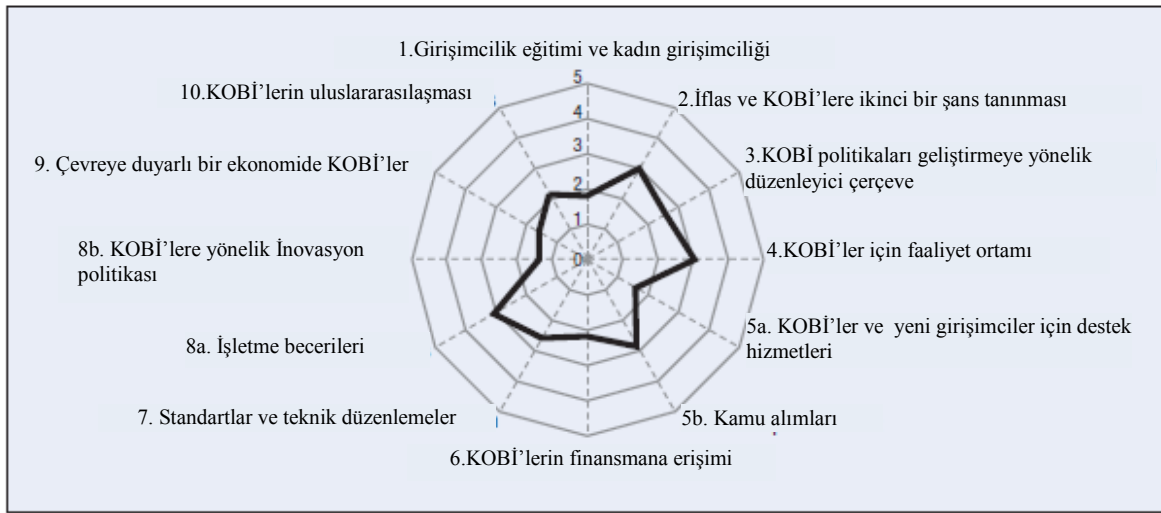 1.Girişimcilik eğitimi ve kadın girişimciliği
5
10.KOBİ’lerin uluslararasılaşması
2.İflas ve KOBİ’lere ikinci bir şans tanınması
4
3
9. Çevreye duyarlı bir ekonomide KOBİ’ler
3.KOBİ politikaları geliştirmeye yönelik
düzenleyici çerçeve
2
1
8b. KOBİ’lere yönelik İnovasyon
politikası
0
4.KOBİ’ler için faaliyet ortamı
8a. İşletme becerileri
5a. KOBİ’ler ve yeni girişimciler için destek
hizmetleri
7. Standartlar ve teknik düzenlemeler
5b. Kamu alımları
6.KOBİ’lerin finansmana erişimi